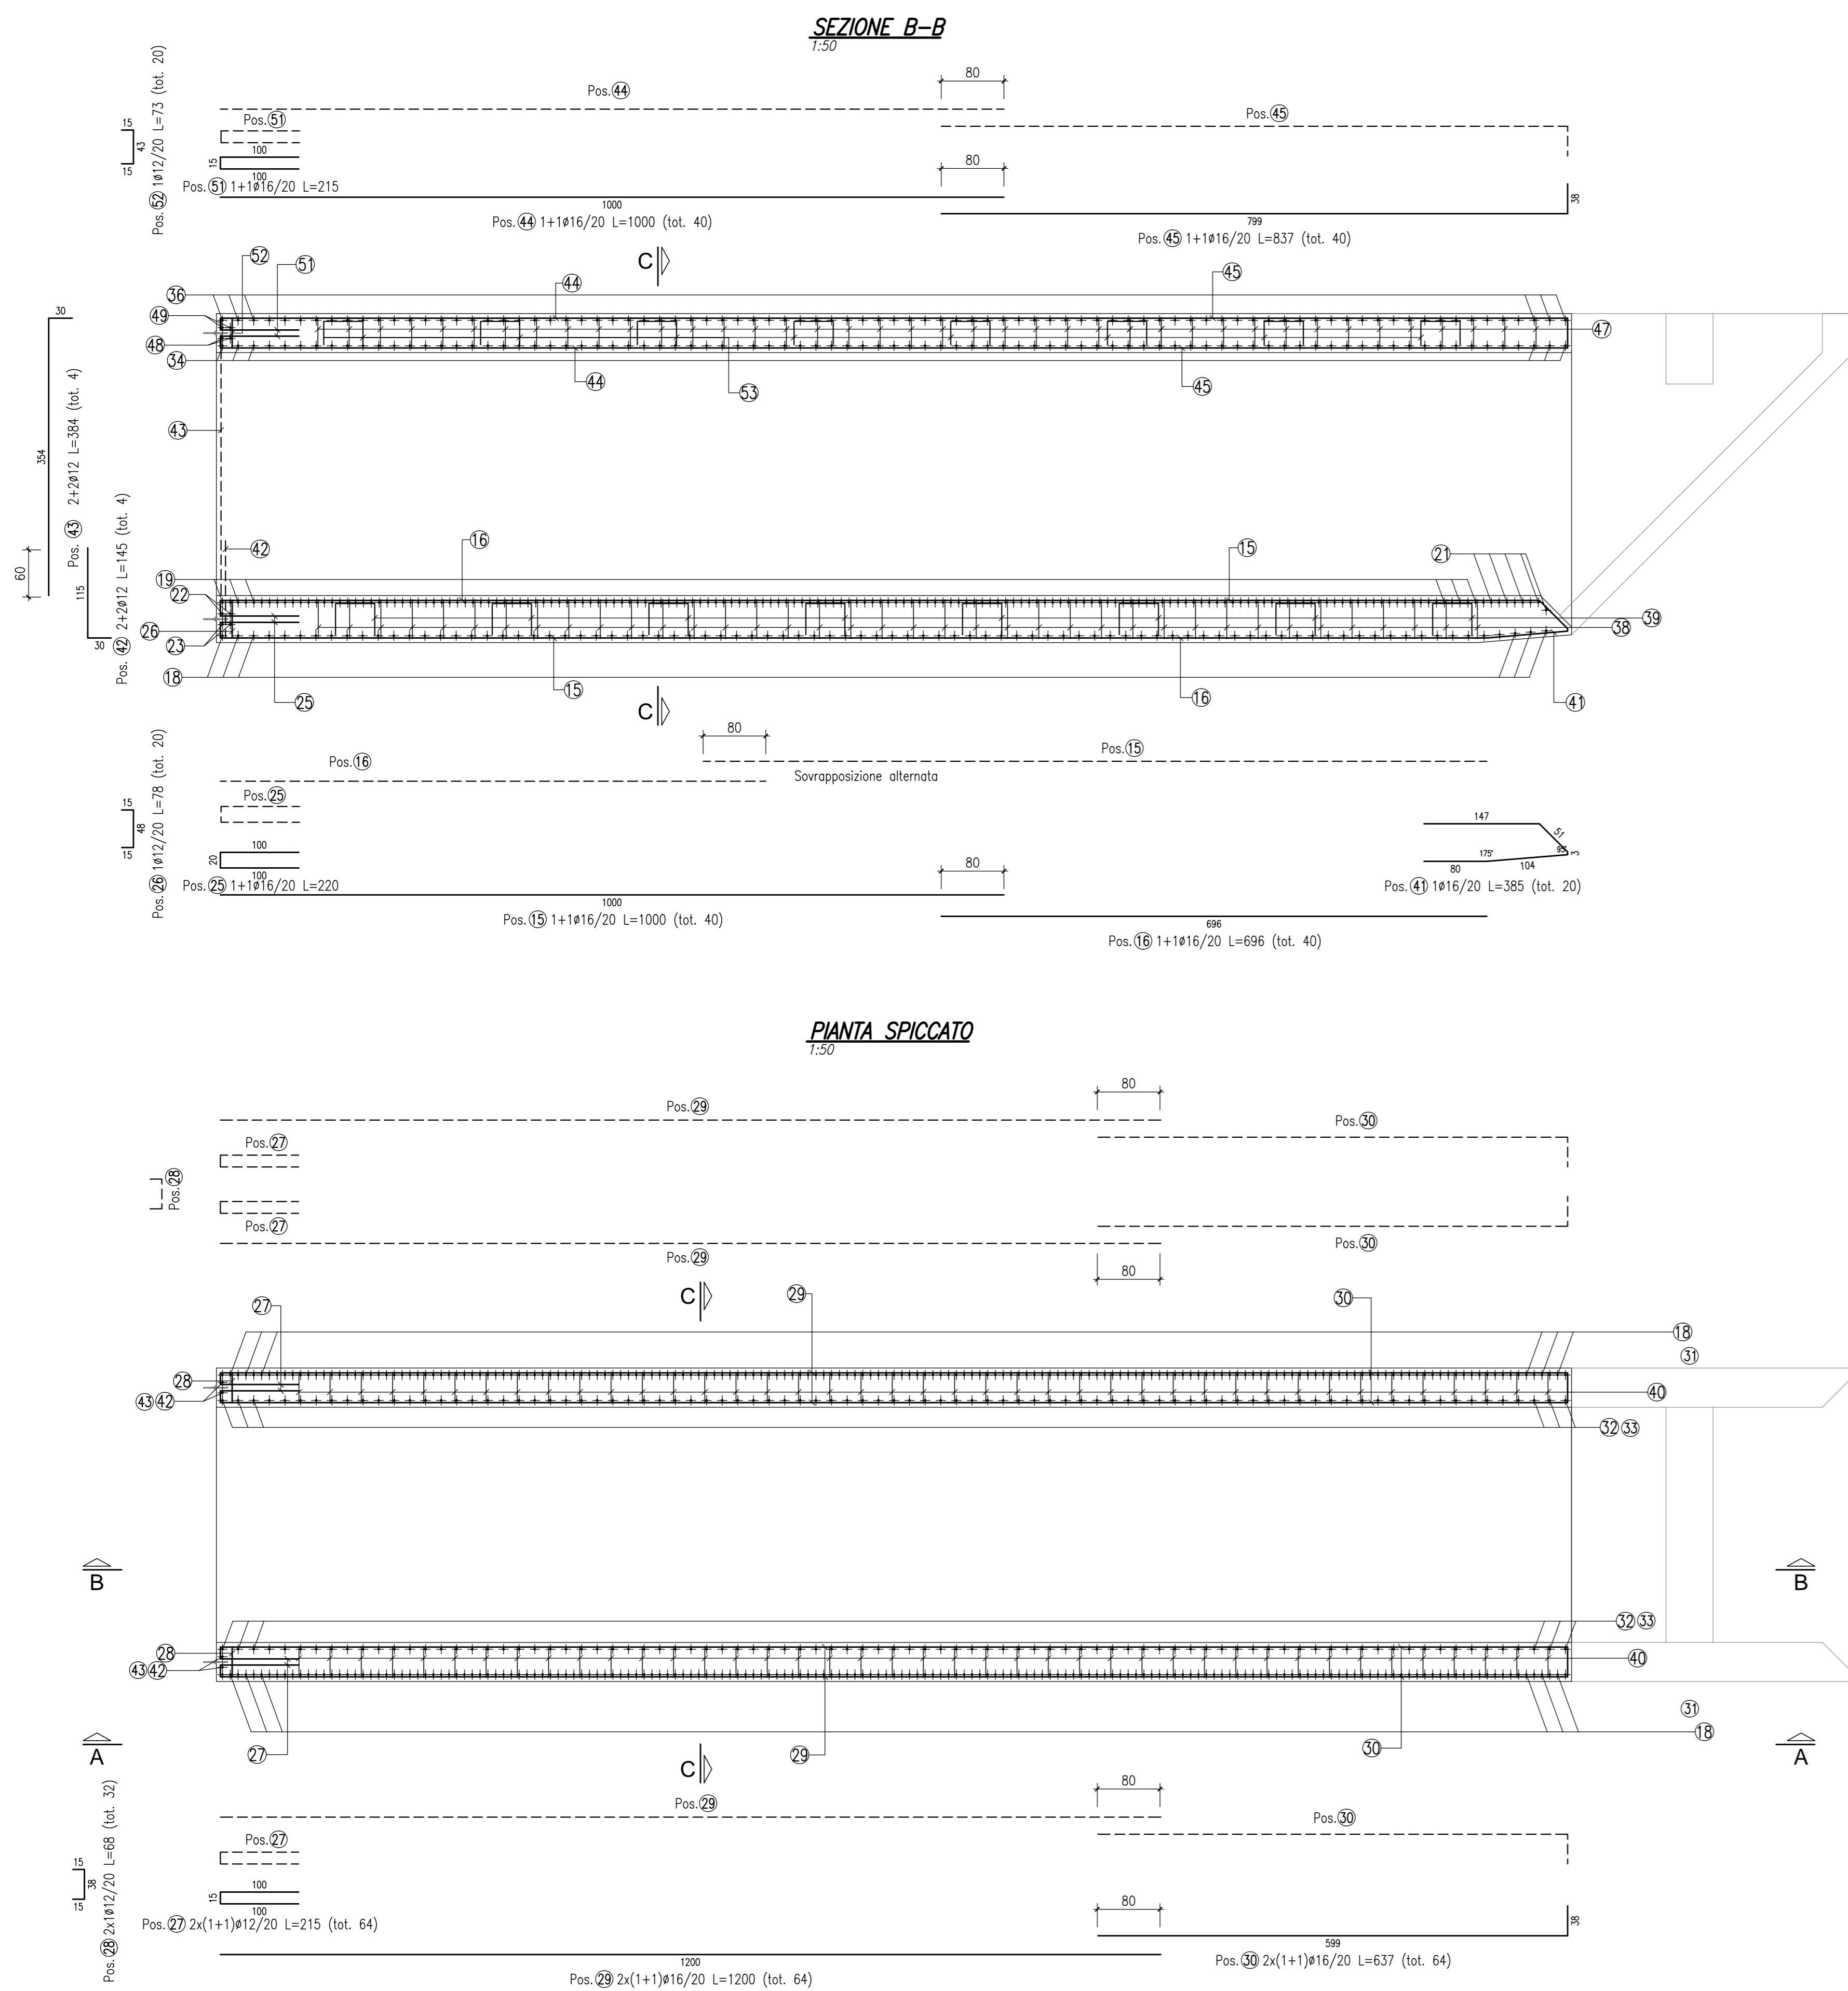 SEZIONE B-B
1:50
Pos.44
80
Pos.45
Pos.51
15
43
15
Pos.52 1ø12/20 L=73 (tot. 20)
100
15
100
Pos.51 1+1ø16/20 L=215
80
1000
Pos.44 1+1ø16/20 L=1000 (tot. 40)
38
799
Pos.45 1+1ø16/20 L=837 (tot. 40)
C
52
51
44
45
36
49
48
34
47
44
53
45
30
354
Pos.43 2+2ø12 L=384 (tot. 4)
43
60
115
30
Pos.42 2+2ø12 L=145 (tot. 4)
42
16
15
21
19
22
26
23
18
39
38
25
15
16
41
C
80
Pos.16
Pos.15
Sovrapposizione alternata
Pos.25
15
48
15
Pos.26 1ø12/20 L=78 (tot. 20)
100
20
100
Pos.25 1+1ø16/20 L=220
147
51
175°
95°
3
80
104
Pos.41 1ø16/20 L=385 (tot. 20)
80
1000
Pos.15 1+1ø16/20 L=1000 (tot. 40)
696
Pos.16 1+1ø16/20 L=696 (tot. 40)
PIANTA SPICCATO
1:50
80
Pos.29
Pos.30
Pos.27
Pos.28
Pos.27
Pos.29
Pos.30
80
C
27
29
30
18
31
28
43 42
40
32 33
B
B
32 33
28
43 42
40
31
18
A
A
27
29
30
C
80
Pos.29
Pos.30
Pos.27
15
38
15
Pos.28 2x1ø12/20 L=68 (tot. 32)
100
15
100
Pos.27 2x(1+1)ø12/20 L=215 (tot. 64)
80
38
1200
Pos.29 2x(1+1)ø16/20 L=1200 (tot. 64)
599
Pos.30 2x(1+1)ø16/20 L=637 (tot. 64)